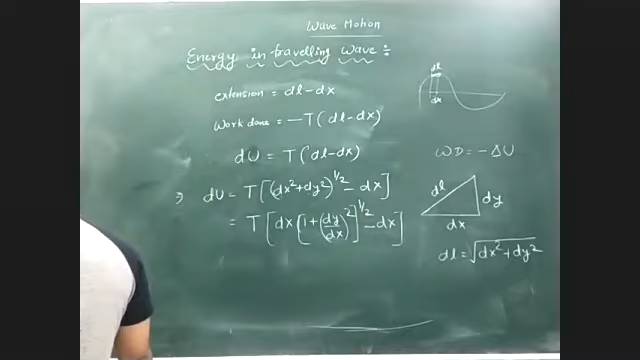 Wave Motion
Energy in travelling wave :-
extension = dl - dx
Work done = -T (dl - dx)
dU = T (dl - dx)
⇒ dU = T [(dx² + dy²)^1/2 - dx]
= T [dx {1 + (dy/dx)²}^1/2 - dx]
dl
dx
WD = -ΔU
dl
dy
dx
dl = √dx² + dy²